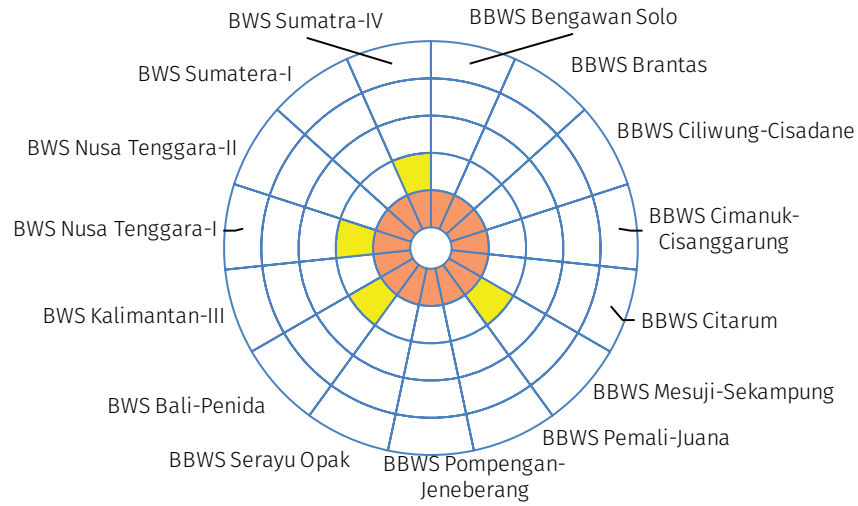 BWS Sumatra-IV
BBWS Bengawan Solo
BWS Sumatera-I
BBWS Brantas
BBWS Ciliwung-Cisadane
BWS Nusa Tenggara-II
BWS Nusa Tenggara-I
BBWS Cimanuk-
Cisanggarung
BWS Kalimantan-III
BBWS Citarum
BBWS Mesuji-Sekampung
BWS Bali-Penida
BBWS Pemali-Juana
BBWS Serayu Opak
BBWS Pompengan-
Jeneberang